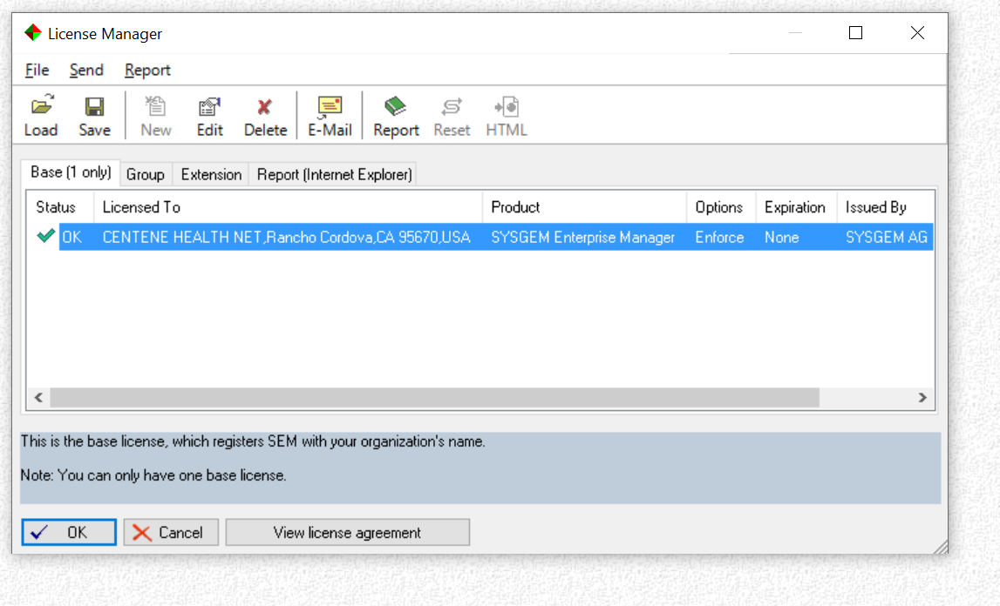 License Manager
File Send Report
Load Save New Edit Delete E-Mail Report Reset HTML
Base (1 only) Group Extension Report (Internet Explorer)
Status Licensed To Product Options Expiration Issued By
OK CENTENE HEALTH NET,Rancho Cordova,CA 95670,USA SYSGEM Enterprise Manager Enforce None SYSGEM AG
This is the base license, which registers SEM with your organization's name.
Note: You can only have one base license.
OK Cancel View license agreement